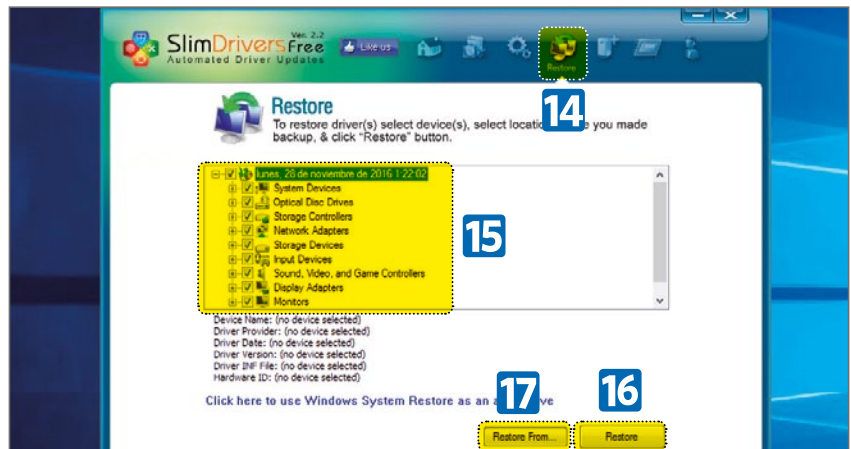 SlimDrivers Free
Ver. 2.2
Automated Driver Updates
Like us
Restore
14
Restore
To restore driver(s) select device(s), select locatio e you made
backup, & click "Restore" button.
lunes, 28 de noviembre de 2016 1:22:02
System Devices
Optical Disc Drives
Storage Controllers
Network Adapters
Storage Devices
Input Devices
Sound, Video, and Game Controllers
Display Adapters
Monitors
15
Device Name: (no device selected)
Driver Provider: (no device selected)
Driver Date: (no device selected)
Driver Version: (no device selected)
Driver INF File: (no device selected)
Hardware ID: (no device selected)
Click here to use Windows System Restore as an a ve
17
16
Restore From...
Restore